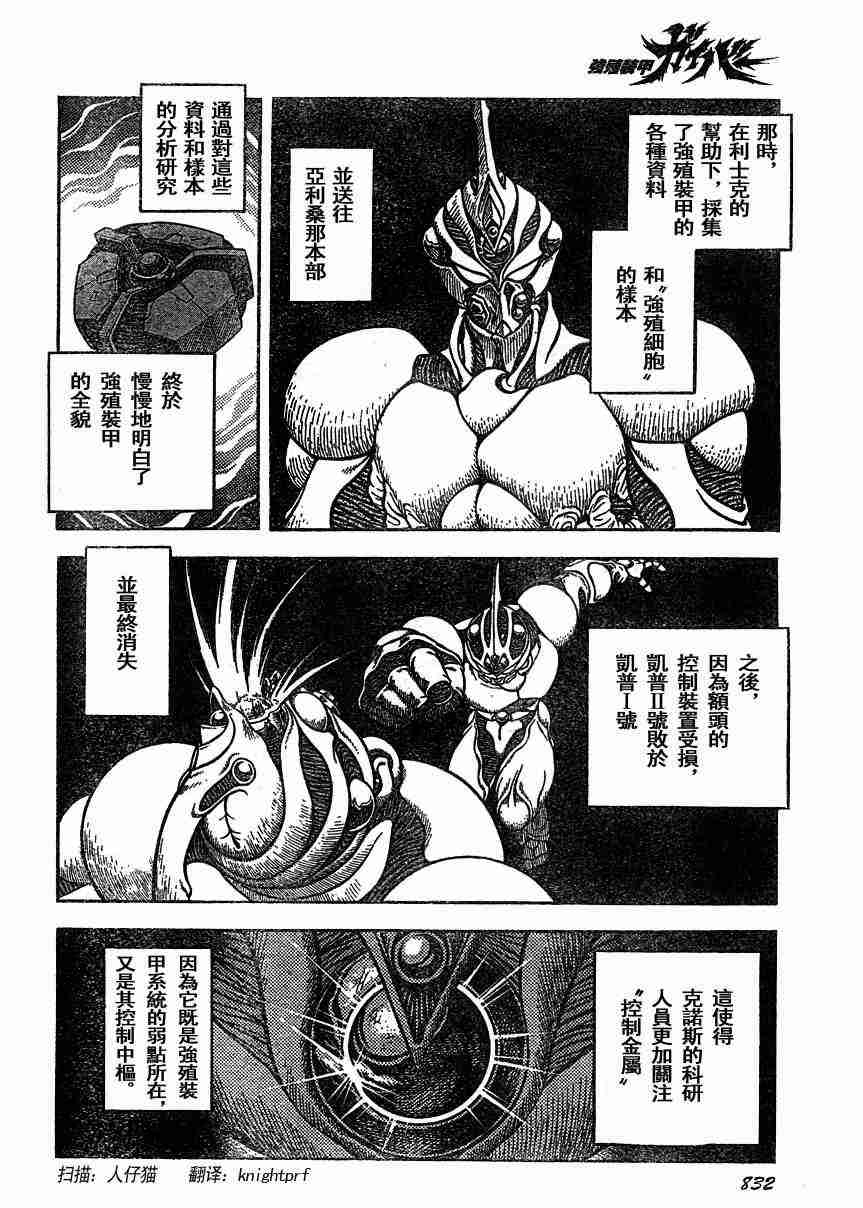 強殖裝甲ガイバー
那時，
在利士克的
幫助下，採集
了強殖裝甲的
各種資料
和“強殖細胞”
的樣本
並送往
亞利桑那本部
通過對這些
資料和樣本
的分析研究
終於
慢慢地明白了
強殖裝甲
的全貌
之後，
因為額頭的
控制裝置受損，
凱普Ⅱ號敗於
凱普Ⅰ號
並最終消失
這使得
克諾斯的科研
人員更加關注
“控制金屬”
因為它既是強殖裝
甲系統的弱點所在，
又是其控制中樞。
扫描：人仔猫 翻译：knightprf
832